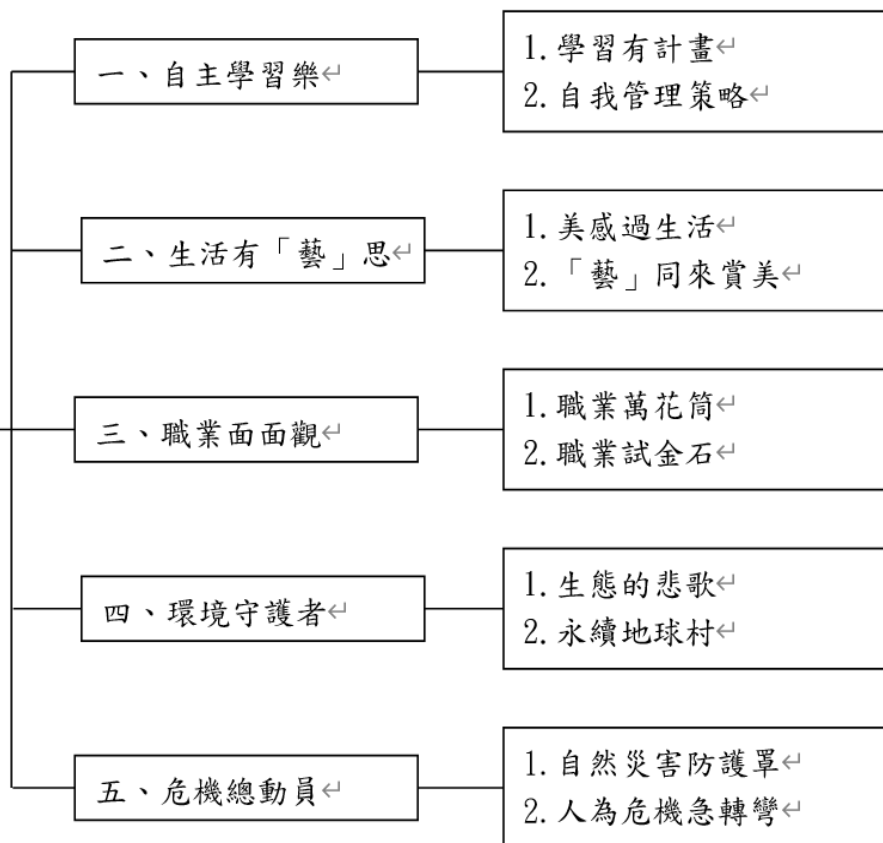 一、自主學習樂
1. 學習有計畫
2. 自我管理策略
二、生活有「藝」思
1. 美感過生活
2. 「藝」同來賞美
三、職業面面觀
1. 職業萬花筒
2. 職業試金石
四、環境守護者
1. 生態的悲歌
2. 永續地球村
五、危機總動員
1. 自然災害防護罩
2. 人為危機急轉彎